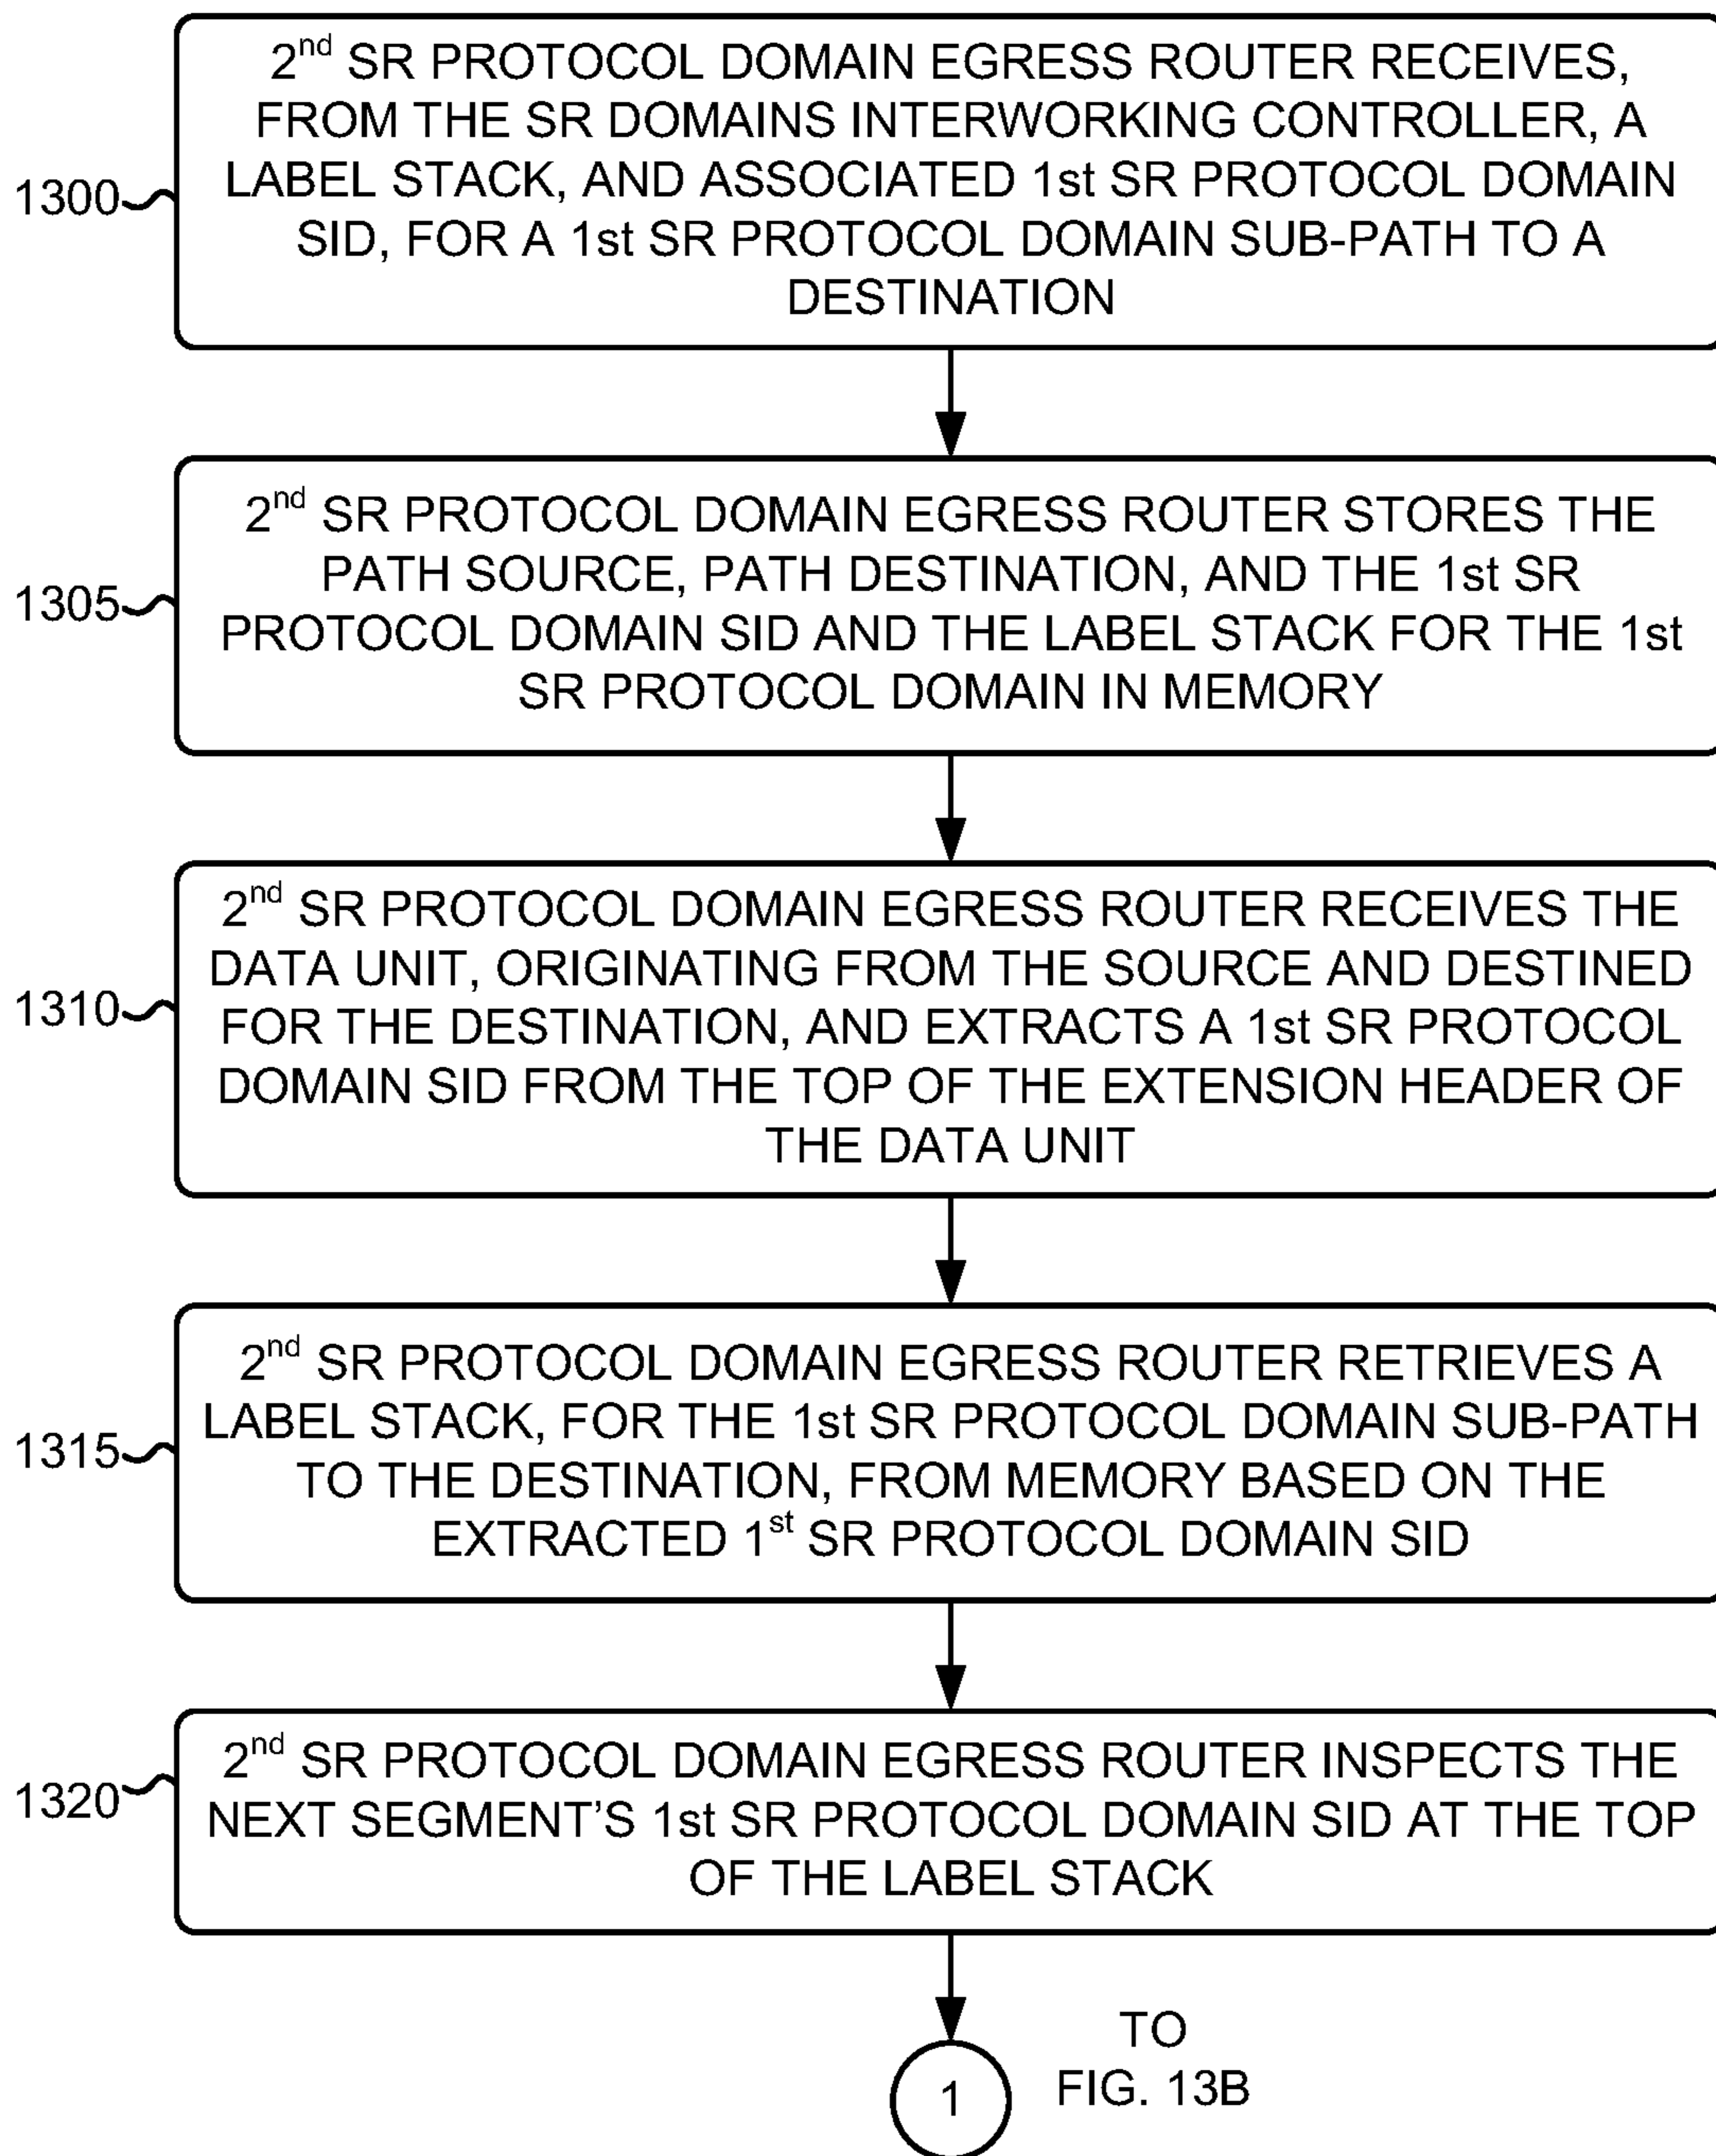 2nd SR PROTOCOL DOMAIN EGRESS ROUTER RECEIVES,
FROM THE SR DOMAINS INTERWORKING CONTROLLER, A
LABEL STACK, AND ASSOCIATED 1st SR PROTOCOL DOMAIN
SID, FOR A 1st SR PROTOCOL DOMAIN SUB-PATH TO A
DESTINATION
1300
2nd SR PROTOCOL DOMAIN EGRESS ROUTER STORES THE
PATH SOURCE, PATH DESTINATION, AND THE 1st SR
PROTOCOL DOMAIN SID AND THE LABEL STACK FOR THE 1st
SR PROTOCOL DOMAIN IN MEMORY
1305
2nd SR PROTOCOL DOMAIN EGRESS ROUTER RECEIVES THE
DATA UNIT, ORIGINATING FROM THE SOURCE AND DESTINED
FOR THE DESTINATION, AND EXTRACTS A 1st SR PROTOCOL
DOMAIN SID FROM THE TOP OF THE EXTENSION HEADER OF
THE DATA UNIT
1310
2nd SR PROTOCOL DOMAIN EGRESS ROUTER RETRIEVES A
LABEL STACK, FOR THE 1st SR PROTOCOL DOMAIN SUB-PATH
TO THE DESTINATION, FROM MEMORY BASED ON THE
EXTRACTED 1st SR PROTOCOL DOMAIN SID
1315
2nd SR PROTOCOL DOMAIN EGRESS ROUTER INSPECTS THE
NEXT SEGMENT'S 1st SR PROTOCOL DOMAIN SID AT THE TOP
OF THE LABEL STACK
1320
1
TO
FIG. 13B